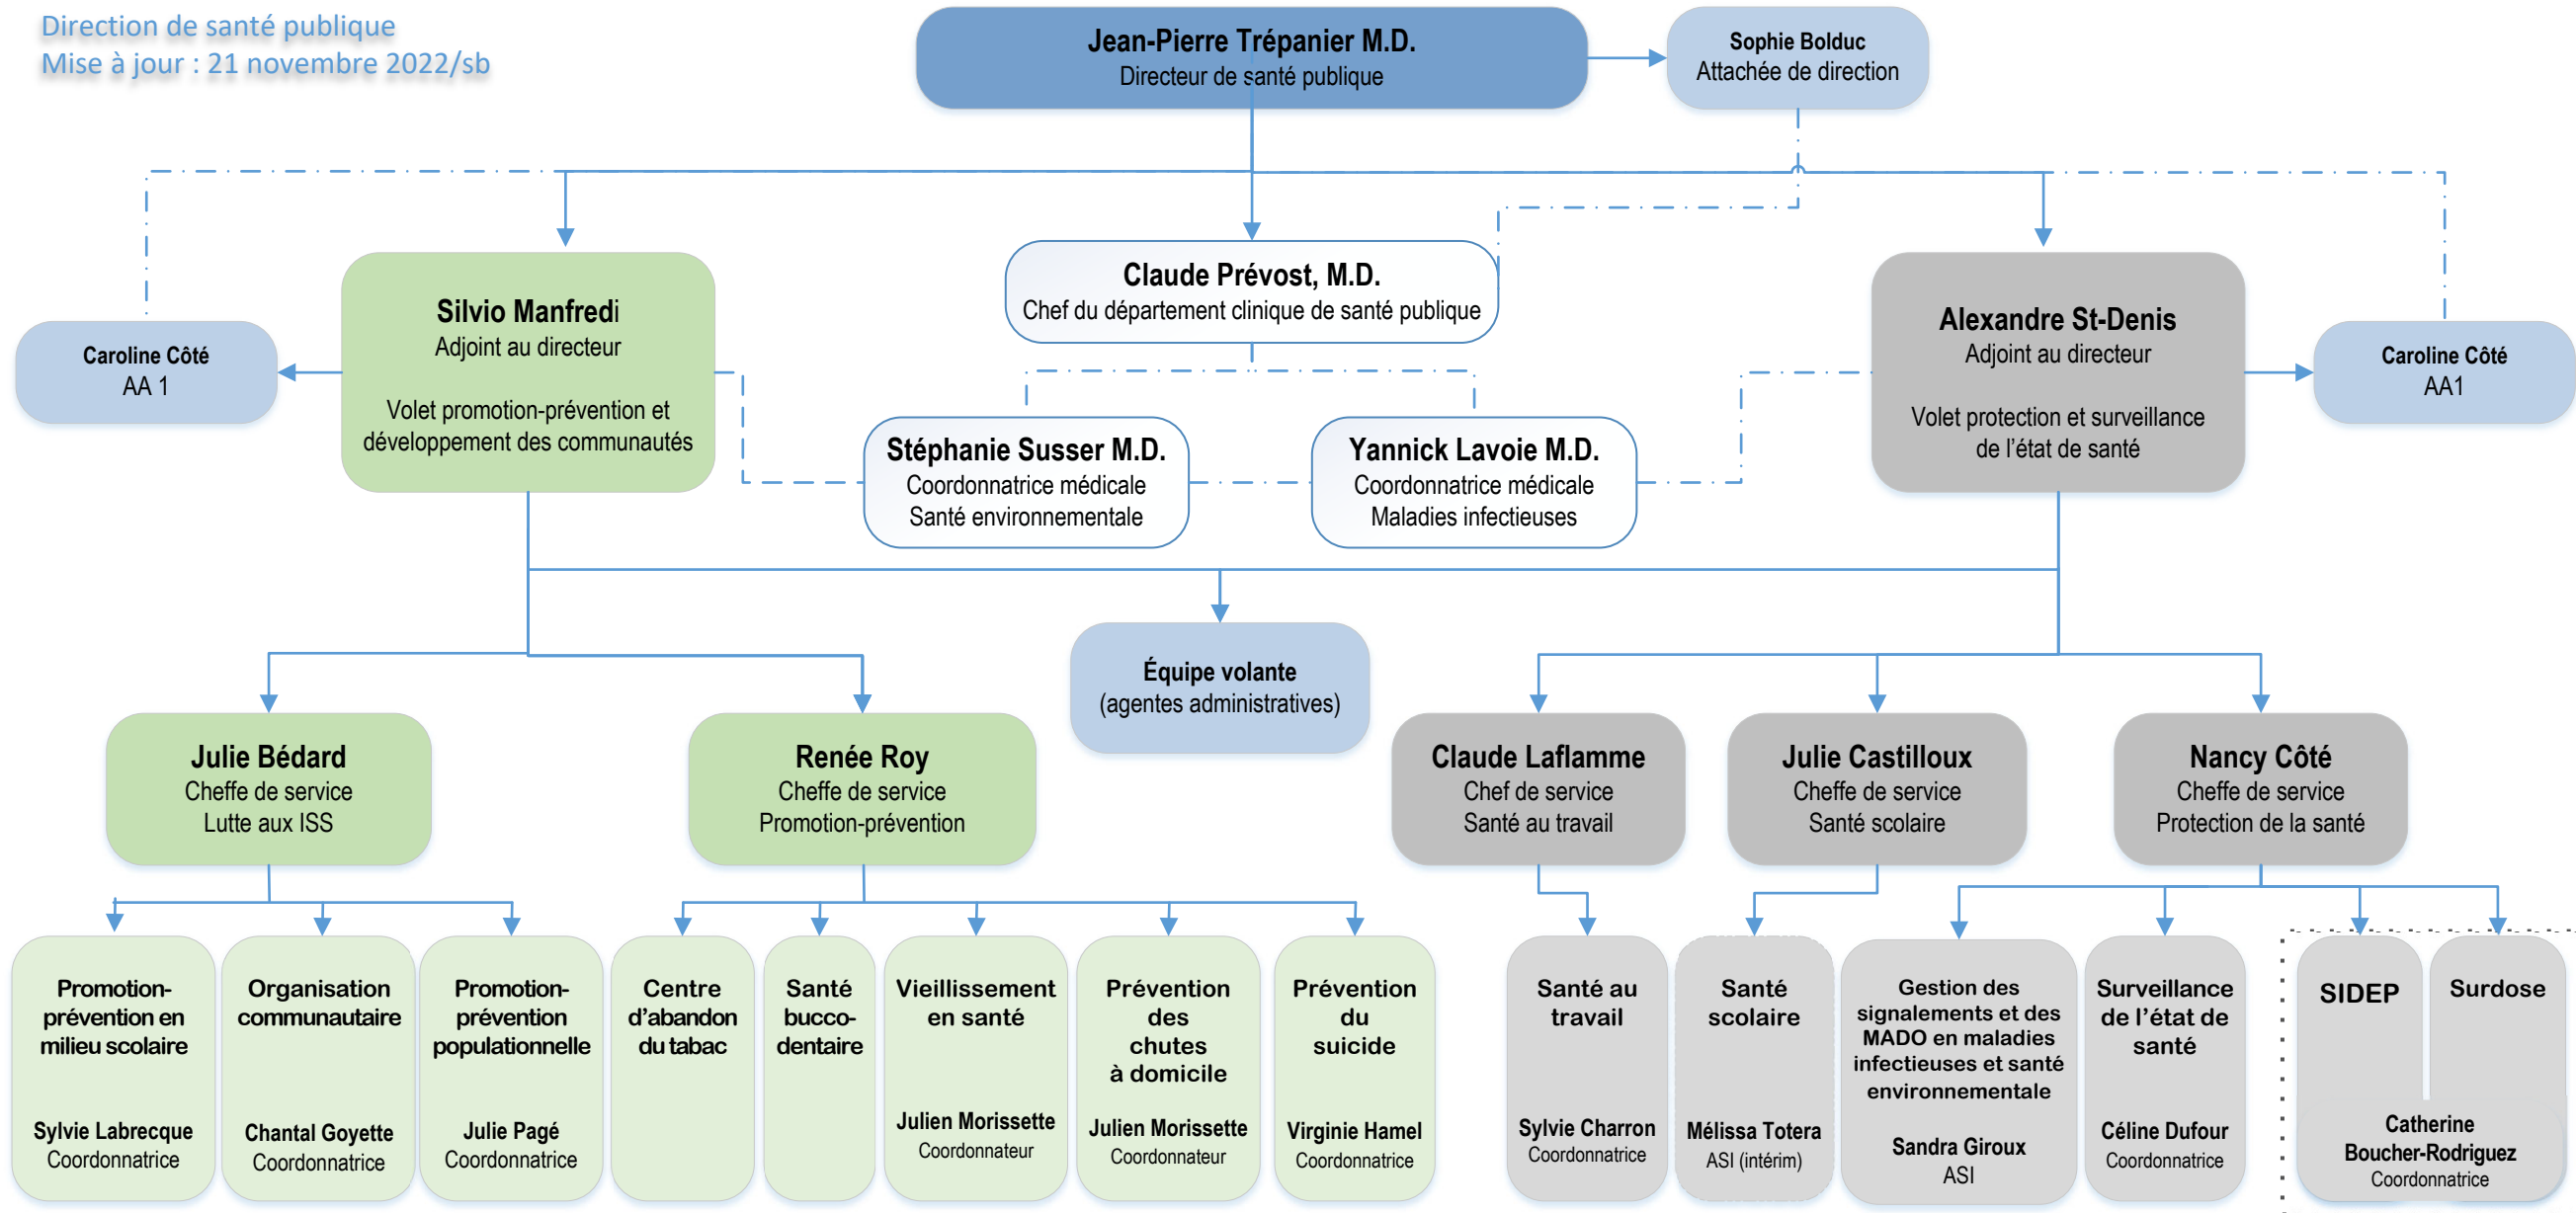 Direction de santé publique
Mise à jour : 21 novembre 2022/sb
Jean-Pierre Trépanier M.D.
Directeur de santé publique
Sophie Bolduc
Attachée de direction
Silvio Manfredi
Adjoint au directeur
Volet promotion-prévention et
développement des communautés
Caroline Côté
AA 1
Claude Prévost, M.D.
Chef du département clinique de santé publique
Alexandre St-Denis
Adjoint au directeur
Volet protection et surveillance
de l'état de santé
Caroline Côté
AA1
Stéphanie Susser M.D.
Coordonnatrice médicale
Santé environnementale
Yannick Lavoie M.D.
Coordonnatrice médicale
Maladies infectieuses
Équipe volante
(agentes administratives)
Julie Bédard
Cheffe de service
Lutte aux ISS
Renée Roy
Cheffe de service
Promotion-prévention
Claude Laflamme
Chef de service
Santé au travail
Julie Castilloux
Cheffe de service
Santé scolaire
Nancy Côté
Cheffe de service
Protection de la santé
Promotion-
prévention en
milieu scolaire
Sylvie Labrecque
Coordonnatrice
Organisation
communautaire
Chantal Goyette
Coordonnatrice
Promotion-
prévention
populationnelle
Julie Pagé
Coordonnatrice
Centre
d'abandon
du tabac
Santé
bucco-
dentaire
Vieillissement
en santé
Julien Morissette
Coordonnateur
Prévention
des
chutes
à domicile
Julien Morissette
Coordonnateur
Prévention
du
suicide
Virginie Hamel
Coordonnatrice
Santé au
travail
Sylvie Charron
Coordonnatrice
Santé
scolaire
Mélissa Totera
ASI (intérim)
Gestion des
signalements et des
MADO en maladies
infectieuses et santé
environnementale
Sandra Giroux
ASI
Surveillance
de l'état de
santé
Céline Dufour
Coordonnatrice
SIDEP
Surdose
Catherine
Boucher-Rodriguez
Coordonnatrice